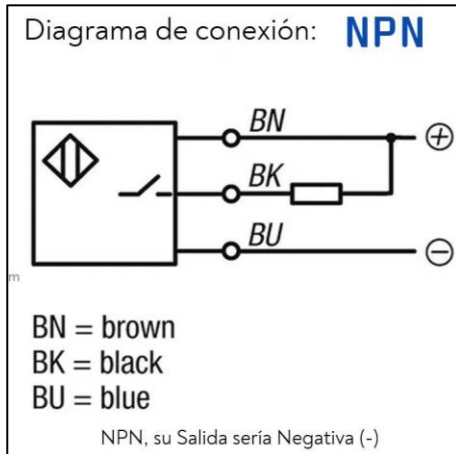 Diagrama de conexión: NPN
BN
⊕
BK
BU
⊖
m
BN = brown
BK = black
BU = blue
NPN, su Salida sería Negativa (-)